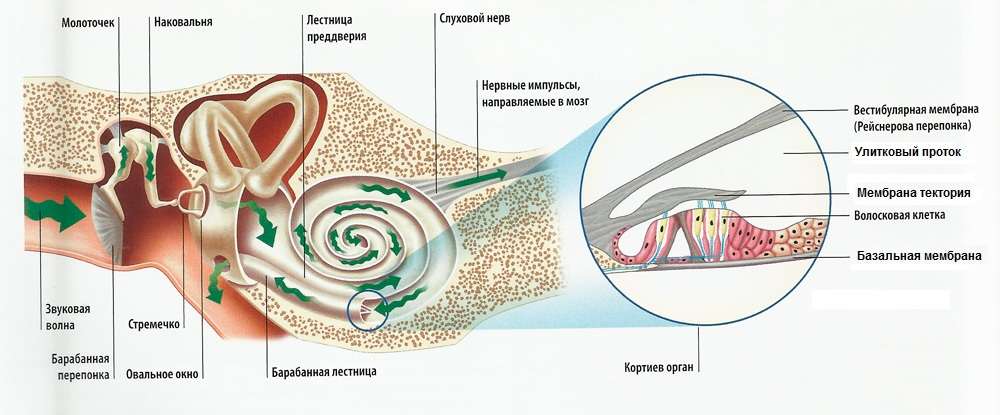 Молоточек
Наковальня
Лестница
преддверия
Слуховой нерв
Нервные импульсы,
направляемые в мозг
Вестибулярная мембрана
(Рейснерова перепонка)
Улитковый проток
Мембрана тектория
Волосковая клетка
Базальная мембрана
Звуковая
волна
Стремечко
Барабанная
перепонка
Овальное окно
Барабанная лестница
Кортиев орган